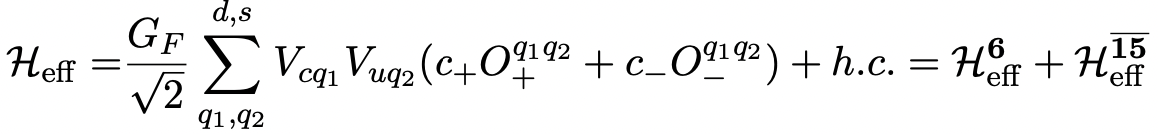 $\mathcal{H}_{\text{eff}} = \frac{G_F}{\sqrt{2}} \sum_{q_1,q_2}^{d,s} V_{cq_1} V_{uq_2} (c_+ O_+^{q_1 q_2} + c_- O_-^{q_1 q_2}) + h.c. = \mathcal{H}_{\text{eff}}^{\mathbf{6}} + \mathcal{H}_{\text{eff}}^{\overline{\mathbf{15}}}$